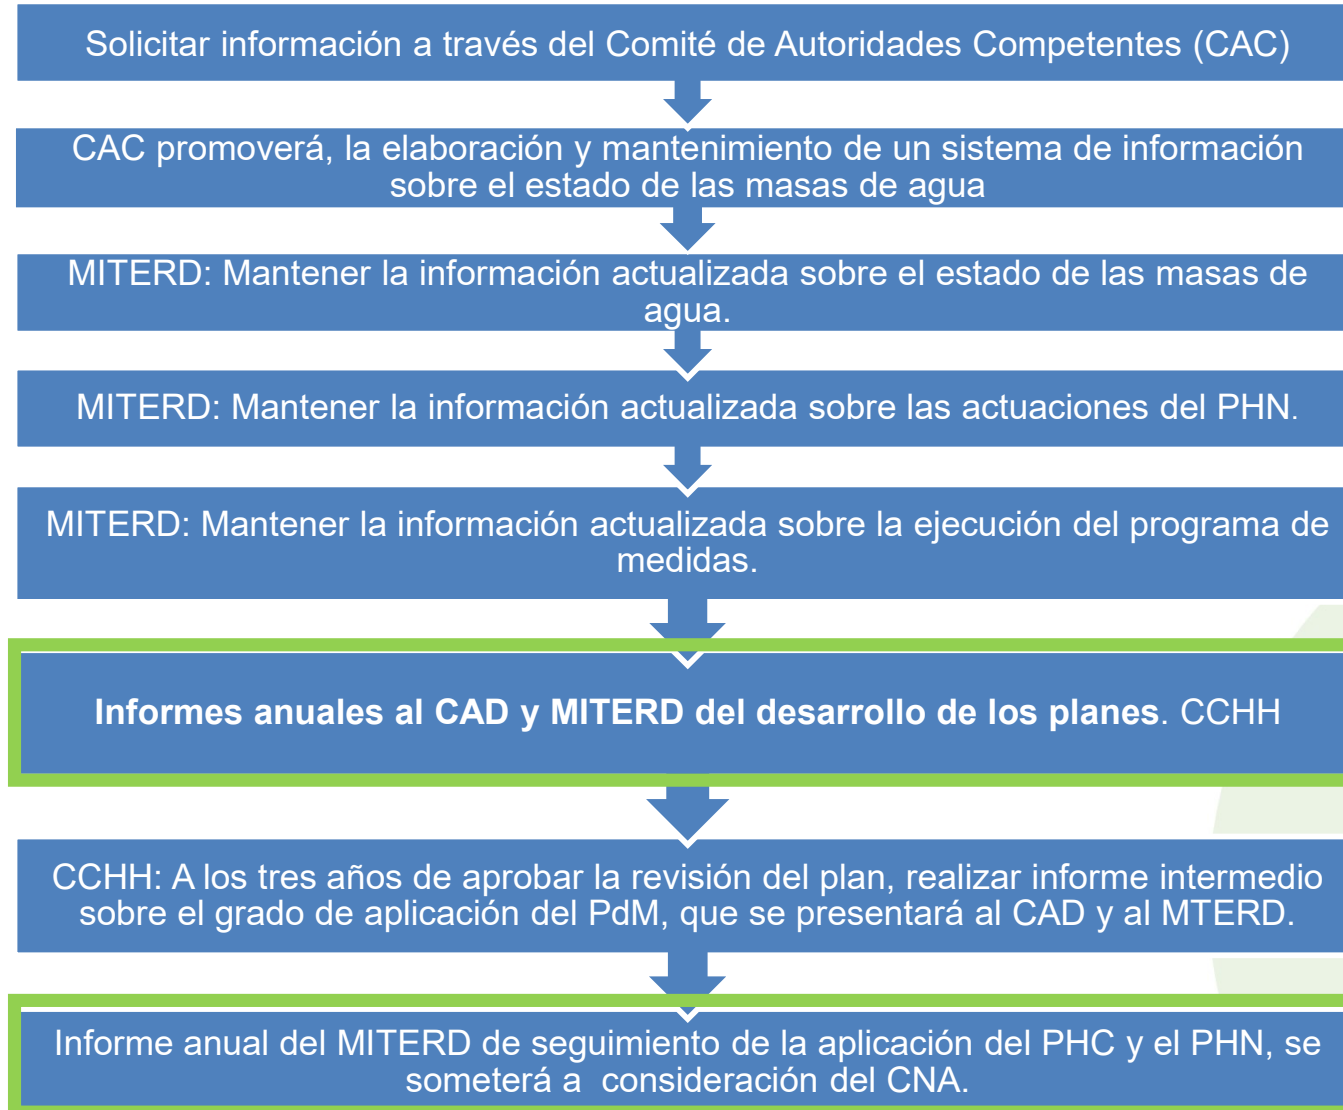 Solicitar información a través del Comité de Autoridades Competentes (CAC)
CAC promoverá, la elaboración y mantenimiento de un sistema de información
sobre el estado de las masas de agua
MITERD: Mantener la información actualizada sobre el estado de las masas de
agua.
MITERD: Mantener la información actualizada sobre las actuaciones del PHN.
MITERD: Mantener la información actualizada sobre la ejecución del programa de
medidas.
Informes anuales al CAD y MITERD del desarrollo de los planes. CCHH
CCHH: A los tres años de aprobar la revisión del plan, realizar informe intermedio
sobre el grado de aplicación del PdM, que se presentará al CAD y al MTERD.
Informe anual del MITERD de seguimiento de la aplicación del PHC y el PHN, se
someterá a consideración del CNA.